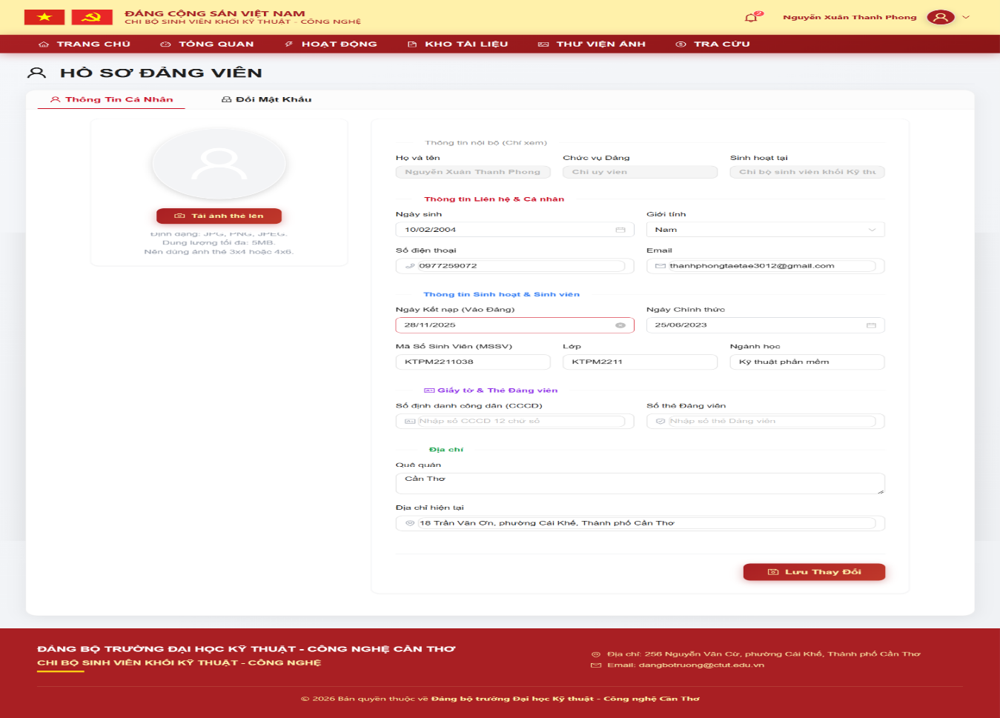 ĐẢNG CỘNG SẢN VIỆT NAM
CHI BỘ SINH VIÊN KHỐI KỸ THUẬT - CÔNG NGHỆ
2
Nguyễn Xuân Thanh Phong
TRANG CHỦ
TỔNG QUAN
HOẠT ĐỘNG
KHO TÀI LIỆU
THƯ VIỆN ẢNH
TRA CỨU
HỒ SƠ ĐẢNG VIÊN
Thông Tin Cá Nhân
Đổi Mật Khẩu
Tải ảnh thẻ lên
Định dạng: JPG, PNG, JPEG.
Dung lượng tối đa: 5MB.
Nên dùng ảnh thẻ 3x4 hoặc 4x6.
Thông tin nội bộ (Chỉ xem)
Họ và tên
Chức vụ Đảng
Sinh hoạt tại
Nguyễn Xuân Thanh Phong
Chi uy vien
Chi bộ sinh viên khối Kỹ thu
Thông tin Liên hệ & Cá nhân
Ngày sinh
Giới tính
10/02/2004
Nam
Số điện thoại
Email
0977259072
thanhphongtaetae3012@gmail.com
Thông tin Sinh hoạt & Sinh viên
Ngày Kết nạp (Vào Đảng)
Ngày Chính thức
28/11/2025
25/06/2023
Mã Số Sinh Viên (MSSV)
Lớp
Ngành học
KTPM2211038
KTPM2211
Kỹ thuật phần mềm
Giấy tờ & Thẻ Đảng viên
Số định danh công dân (CCCD)
Số thẻ Đảng viên
Nhập số CCCD 12 chữ số
Nhập số thẻ Đảng viên
Địa chỉ
Quê quán
Cần Thơ
Địa chỉ hiện tại
18 Trần Văn Ơn, phường Cái Khế, Thành phố Cần Thơ
Lưu Thay Đổi
ĐẢNG BỘ TRƯỜNG ĐẠI HỌC KỸ THUẬT - CÔNG NGHỆ CẦN THƠ
CHI BỘ SINH VIÊN KHỐI KỸ THUẬT - CÔNG NGHỆ
Địa chỉ: 256 Nguyễn Văn Cừ, phường Cái Khế, Thành phố Cần Thơ
Email: dangbotruong@ctut.edu.vn
© 2026 Bản quyền thuộc về Đảng bộ trường Đại học Kỹ thuật - Công nghệ Cần Thơ